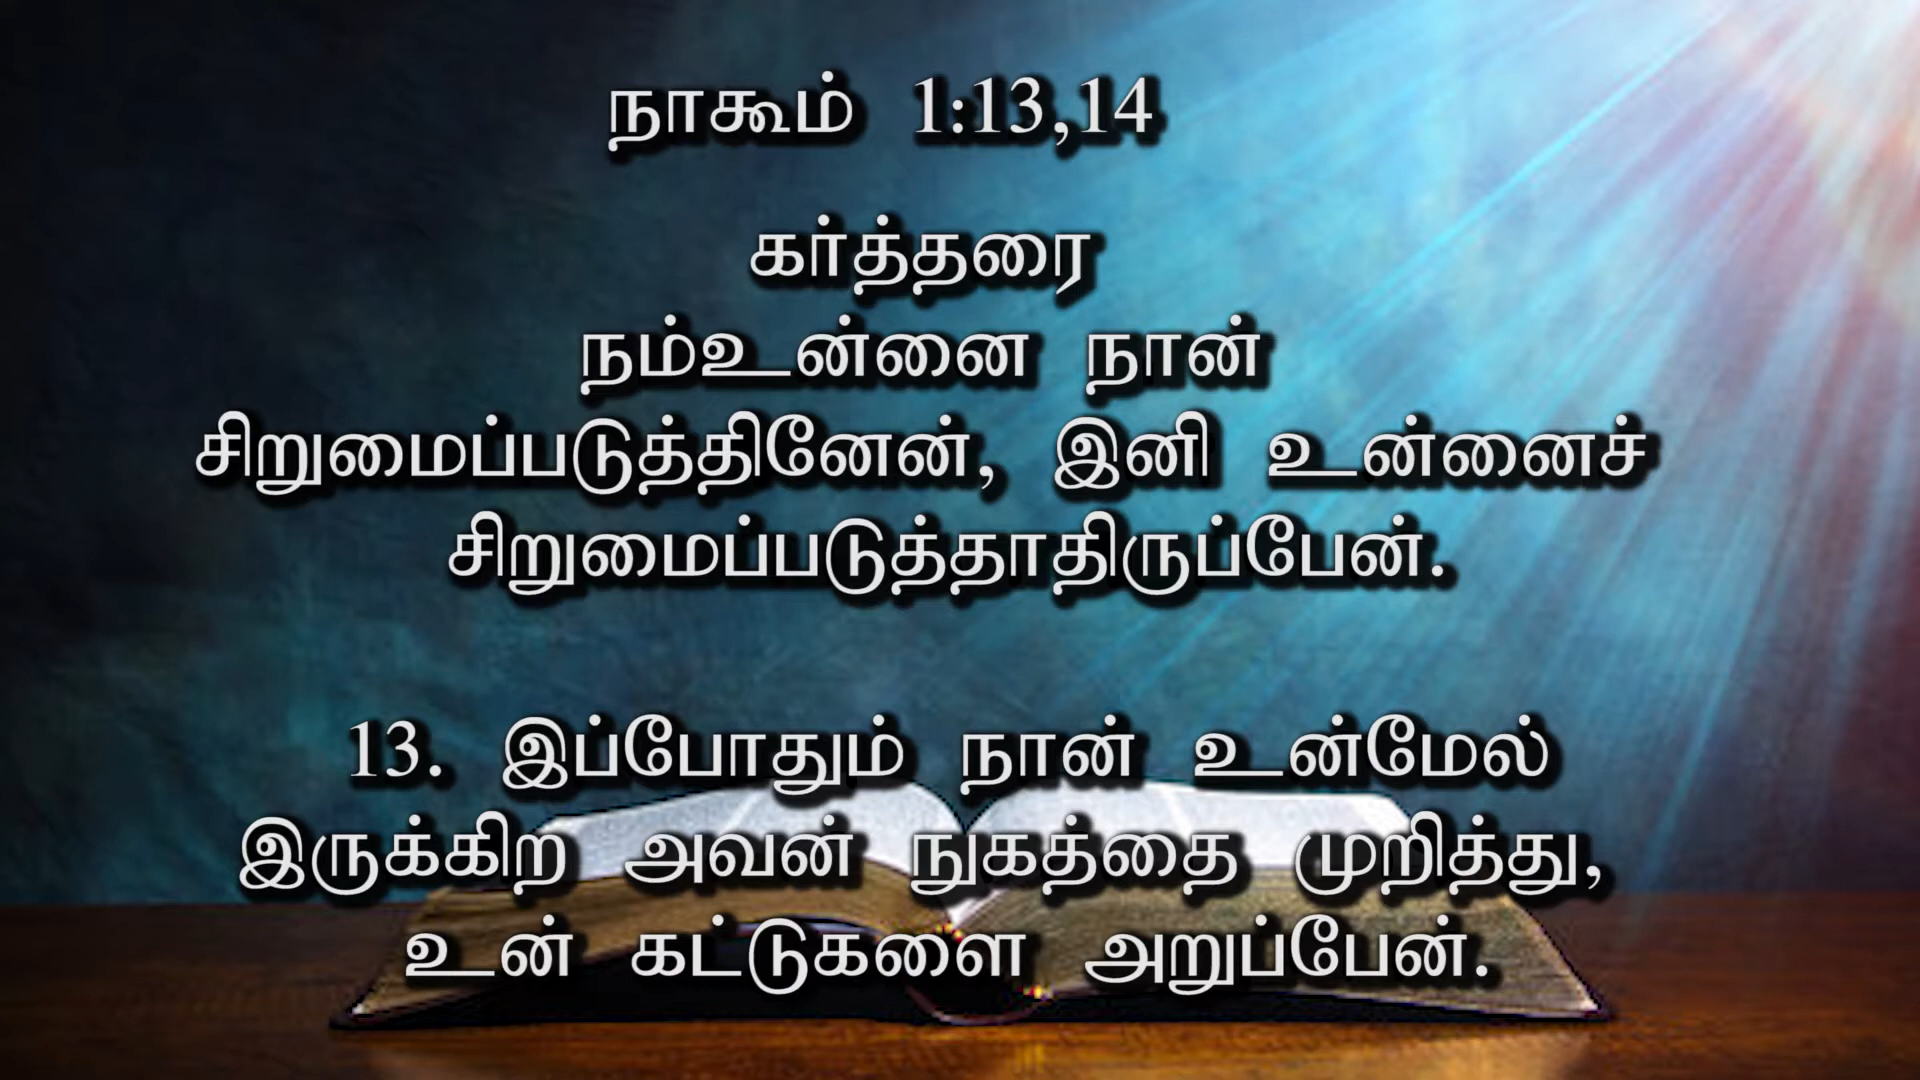 நாகூம் 1:13,14
கர்த்தரை
நம்உன்னை நான்
சிறுமைப்படுத்தினேன், இனி உன்னைச்
சிறுமைப்படுத்தாதிருப்பேன்.
13. இப்போதும் நான் உன்மேல்
இருக்கிற அவன் நுகத்தை முறித்து,
உன் கட்டுகளை அறுப்பேன்.